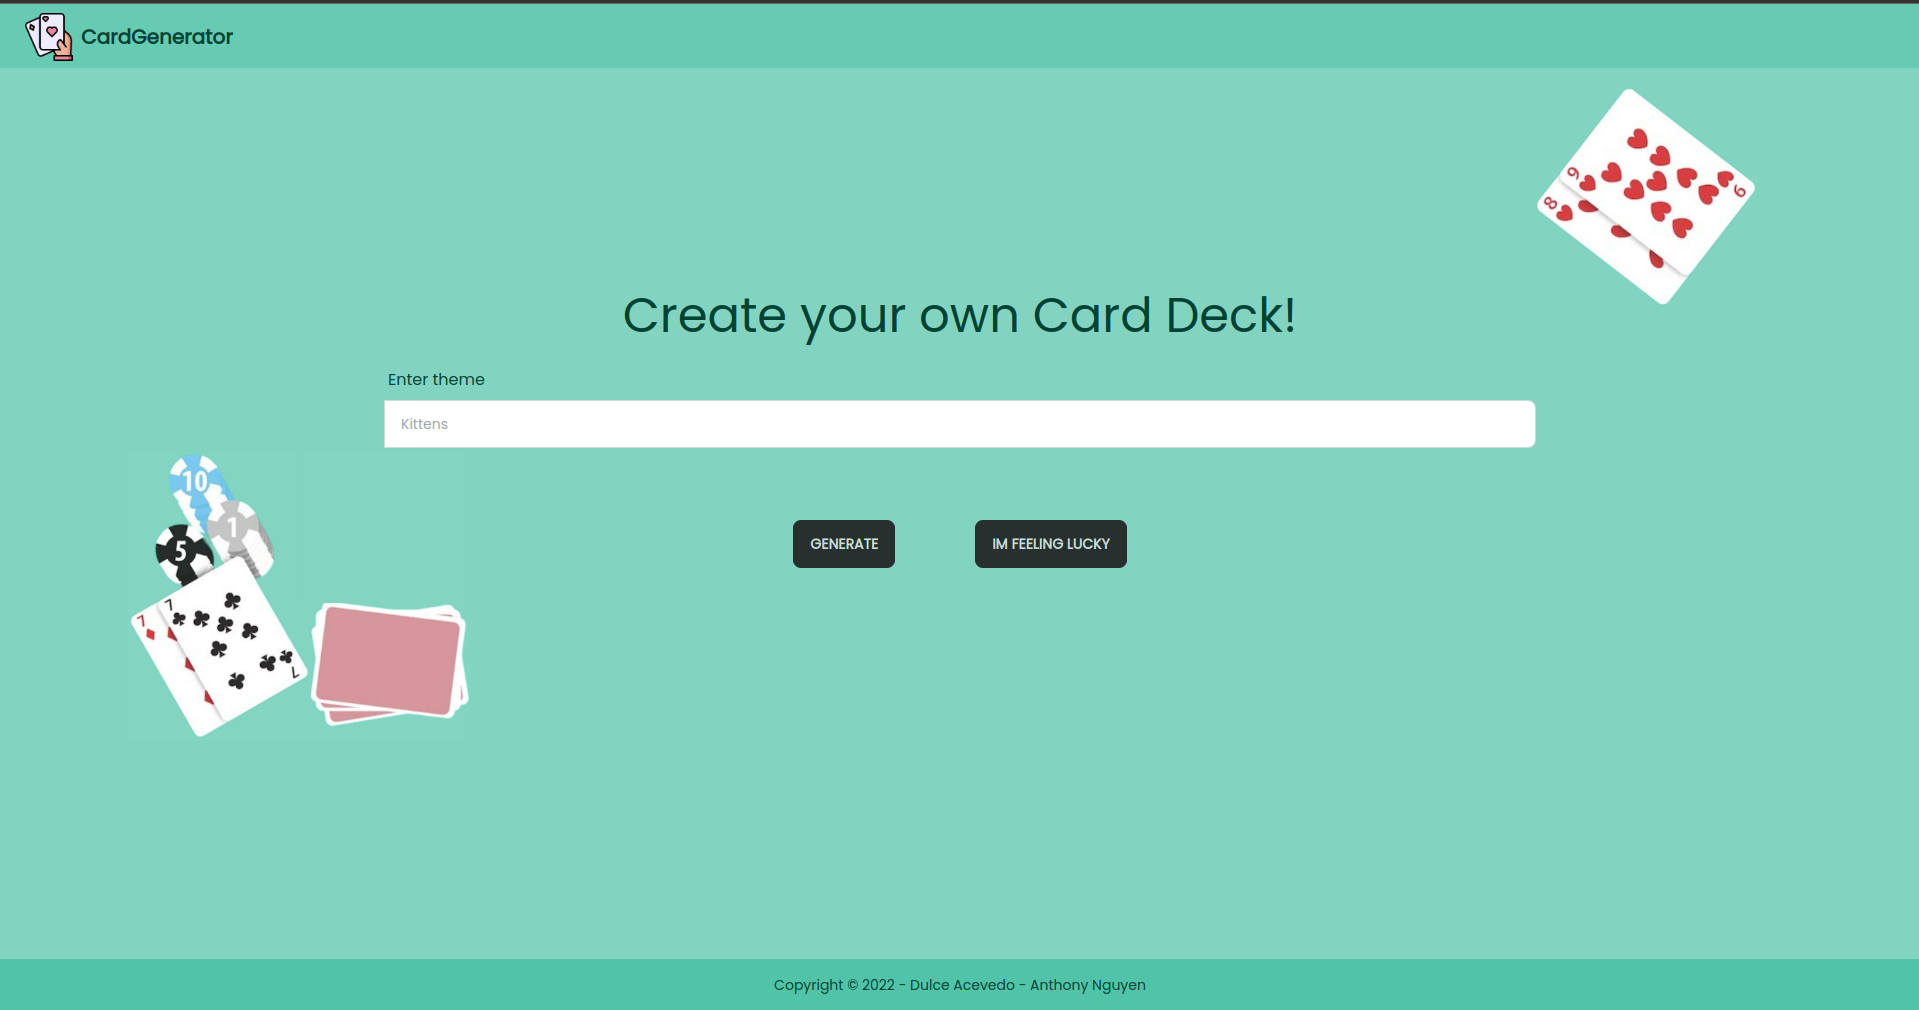 CardGenerator
9
9
8
Create your own Card Deck!
Enter theme
Kittens
10
1
5
GENERATE
IM FEELING LUCKY
7
7
7
Copyright © 2022 - Dulce Acevedo - Anthony Nguyen